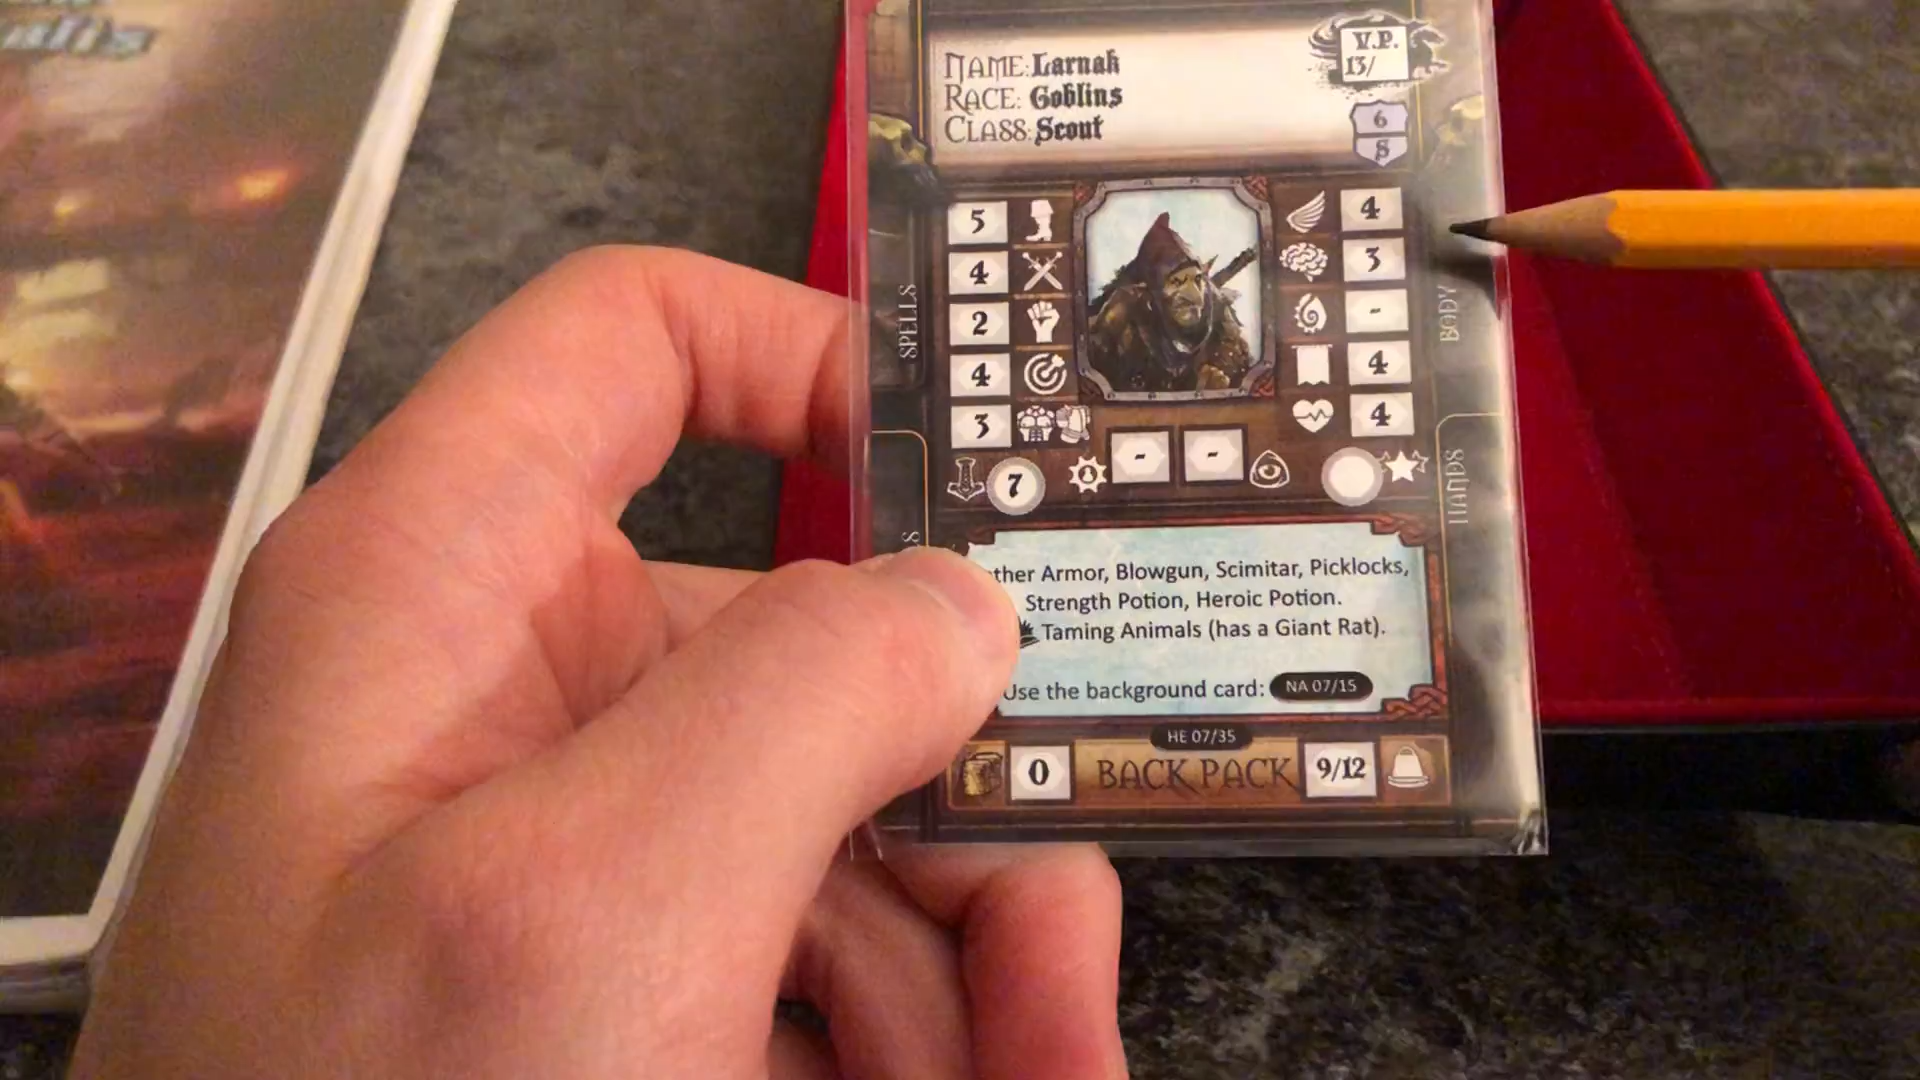 NAME: Larnak
RACE: Goblins
CLASS: Scout
V.P.
13/
6
8
5
4
2
4
3
4
3
-
4
4
7
-
-
SPELLS
BODY
HANDS
Armor, Blowgun, Scimitar, Picklocks,
Strength Potion, Heroic Potion.
Taming Animals (has a Giant Rat).
Use the background card: NA 07/15
HE 07/35
0
BACK PACK
9/12